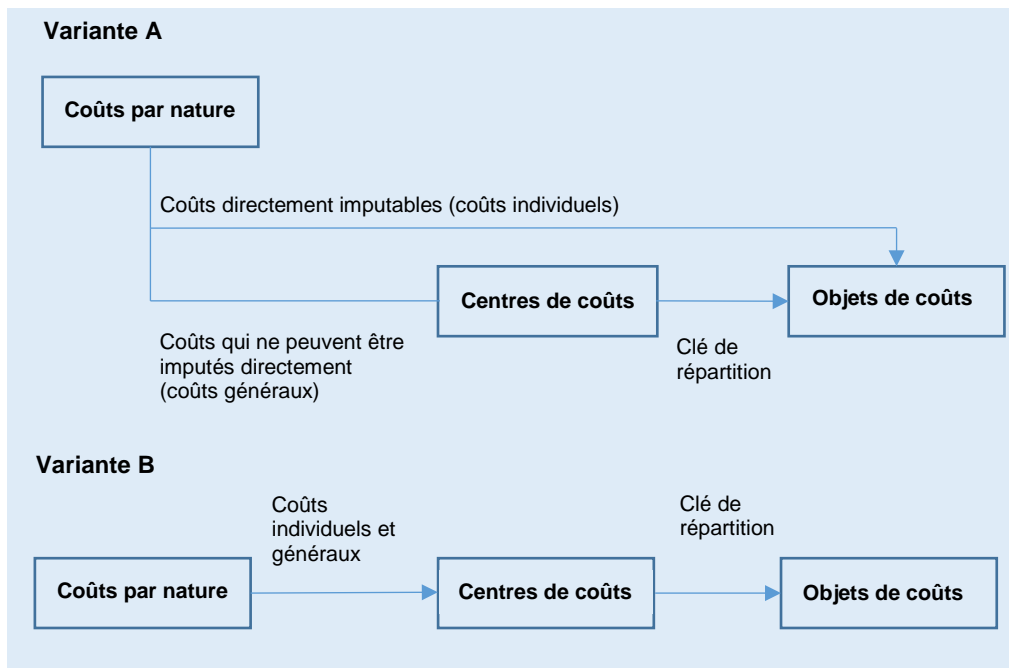 Variante A
Coûts par nature
Coûts directement imputables (coûts individuels)
Centres de coûts
Objets de coûts
Coûts qui ne peuvent être
imputés directement
(coûts généraux)
Clé de
répartition
Variante B
Coûts
individuels et
généraux
Clé de
répartition
Coûts par nature
Centres de coûts
Objets de coûts